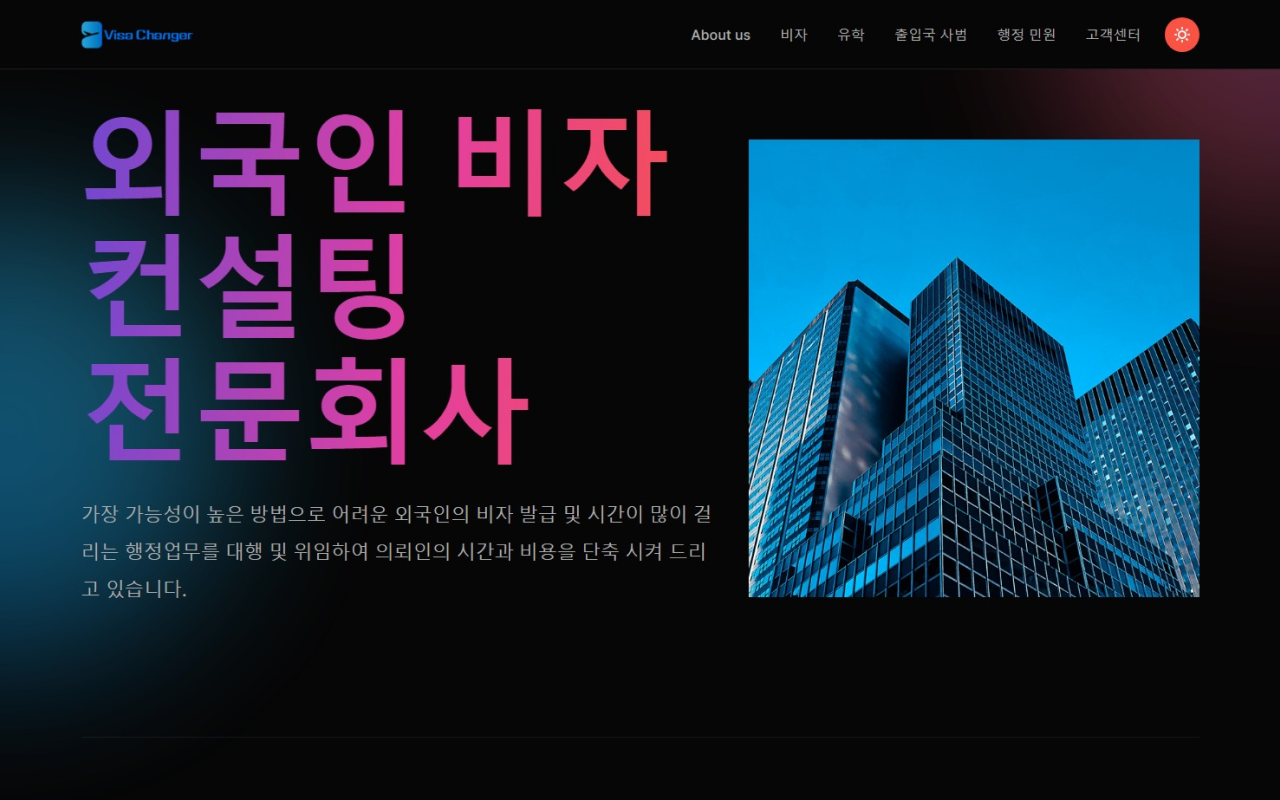 Visa Changer
About us
비자
유학
출입국 사범
행정 민원
고객센터
외국인 비자
컨설팅
전문회사
가장 가능성이 높은 방법으로 어려운 외국인의 비자 발급 및 시간이 많이 걸
리는 행정업무를 대행 및 위임하여 의뢰인의 시간과 비용을 단축 시켜 드리
고 있습니다.